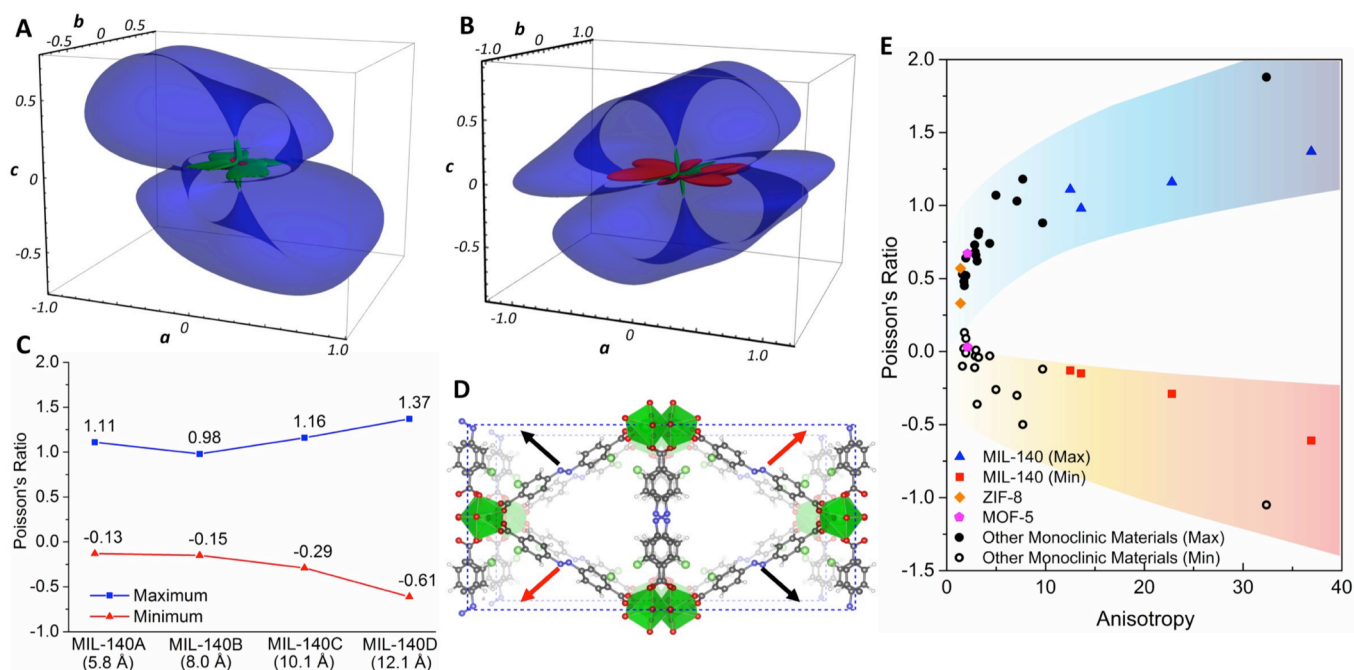 A
b
-0.5
0
0.5
0.5
c
0
-0.5
-1.0
0
a
1.0
B
b
-1.0
0
1.0
0.5
c
0
-0.5
-1.0
0
a
1.0
C
Poisson's Ratio
2.0
1.5
1.0
0.5
0.0
-0.5
-1.0
1.11
0.98
1.16
1.37
-0.13
-0.15
-0.29
-0.61
Maximum
Minimum
MIL-140A MIL-140B MIL-140C MIL-140D
(5.8 Å) (8.0 Å) (10.1 Å) (12.1 Å)
D
E
Poisson's Ratio
2.0
1.5
1.0
0.5
0.0
-0.5
-1.0
-1.5
MIL-140 (Max)
MIL-140 (Min)
ZIF-8
MOF-5
Other Monoclinic Materials (Max)
Other Monoclinic Materials (Min)
0 10 20 30 40
Anisotropy